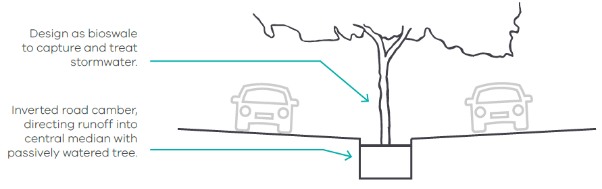 Design as bioswale
to capture and treat
stormwater.
Inverted road camber,
directing runoff into
central median with
passively watered tree.